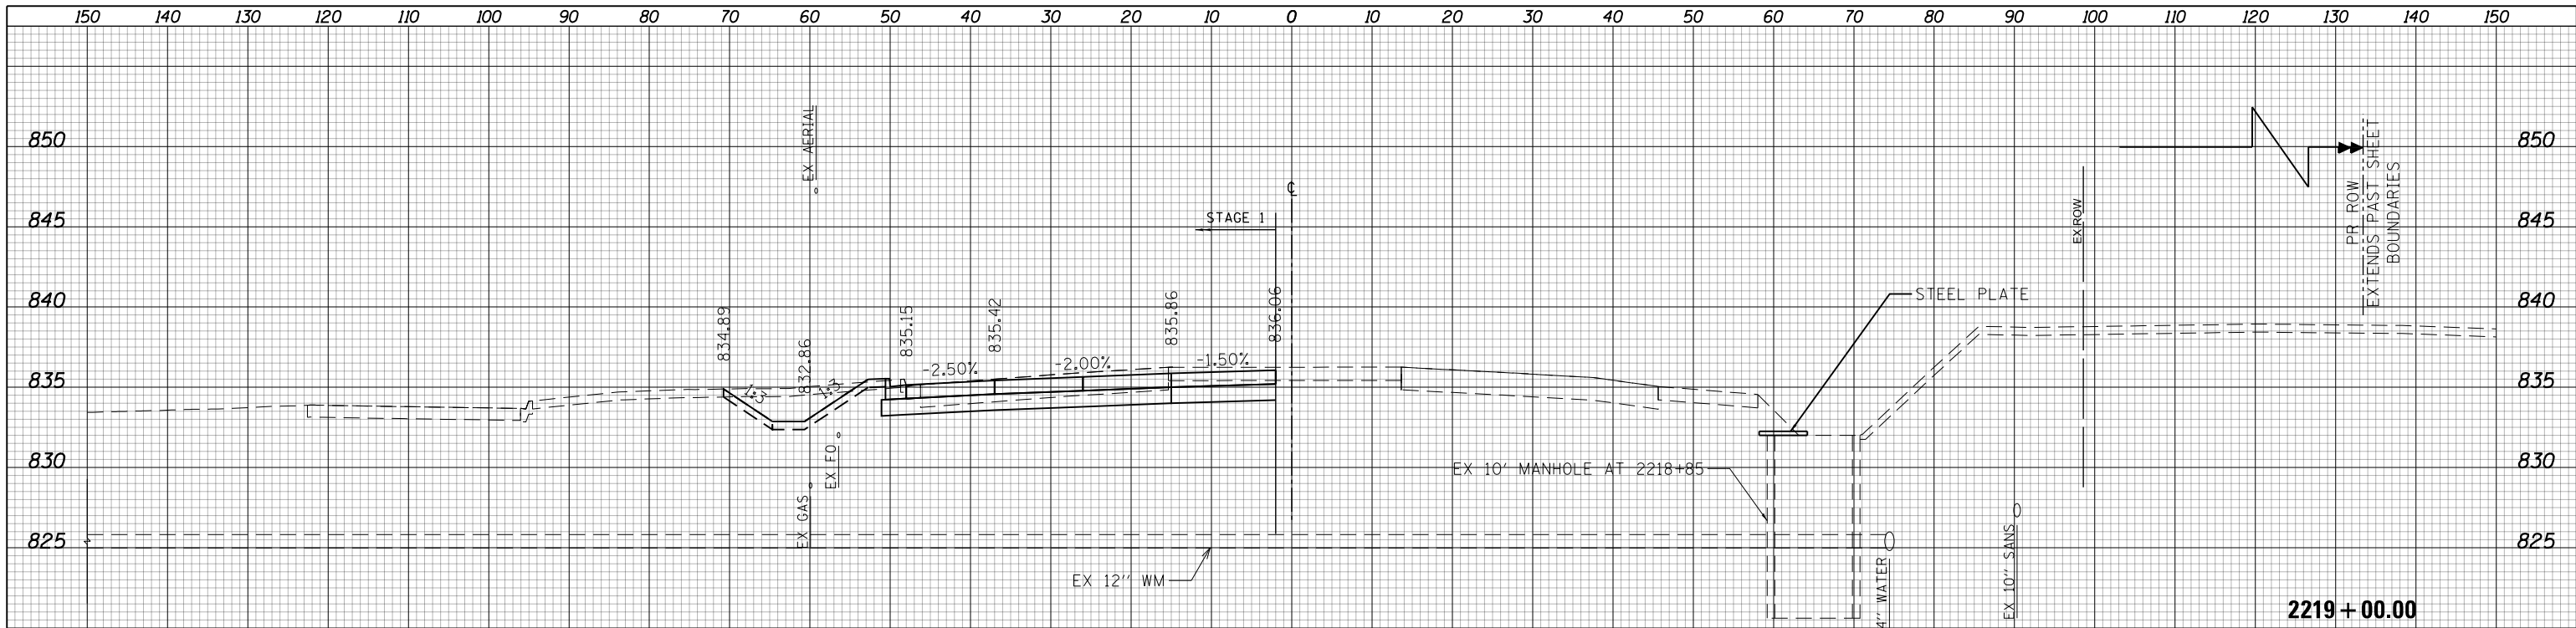 150 140 130 120 110 100 90 80 70 60 50 40 30 20 10 0 10 20 30 40 50 60 70 80 90 100 110 120 130 140 150
EX AERIAL
850 850
PR ROW
EXTENDS PAST SHEET
BOUNDARIES
℄
EX ROW
845 STAGE 1 845
840 840
STEEL PLATE
834.89 832.86 835.15 835.42 835.86 836.06
-2.50% -2.00% -1.50%
835 1:3 1:3 835
830 830
EX FO
EX GAS
EX 10' MANHOLE AT 2218+85
825 825
EX 12" WM
4" WATER
EX 10" SANS
2219+00.00